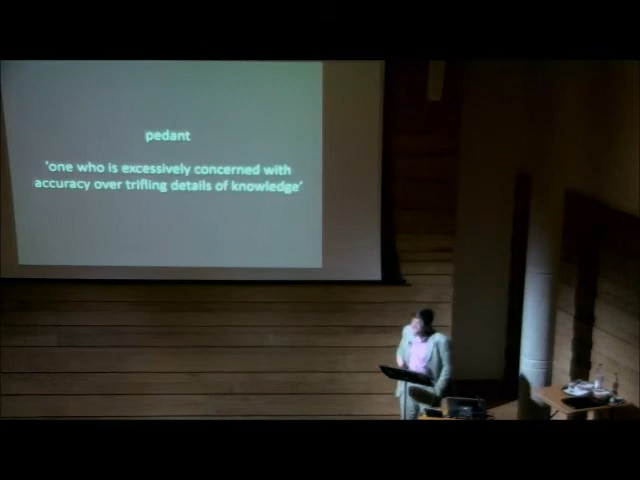 pedant
'one who is excessively concerned with
accuracy over trifling details of knowledge'